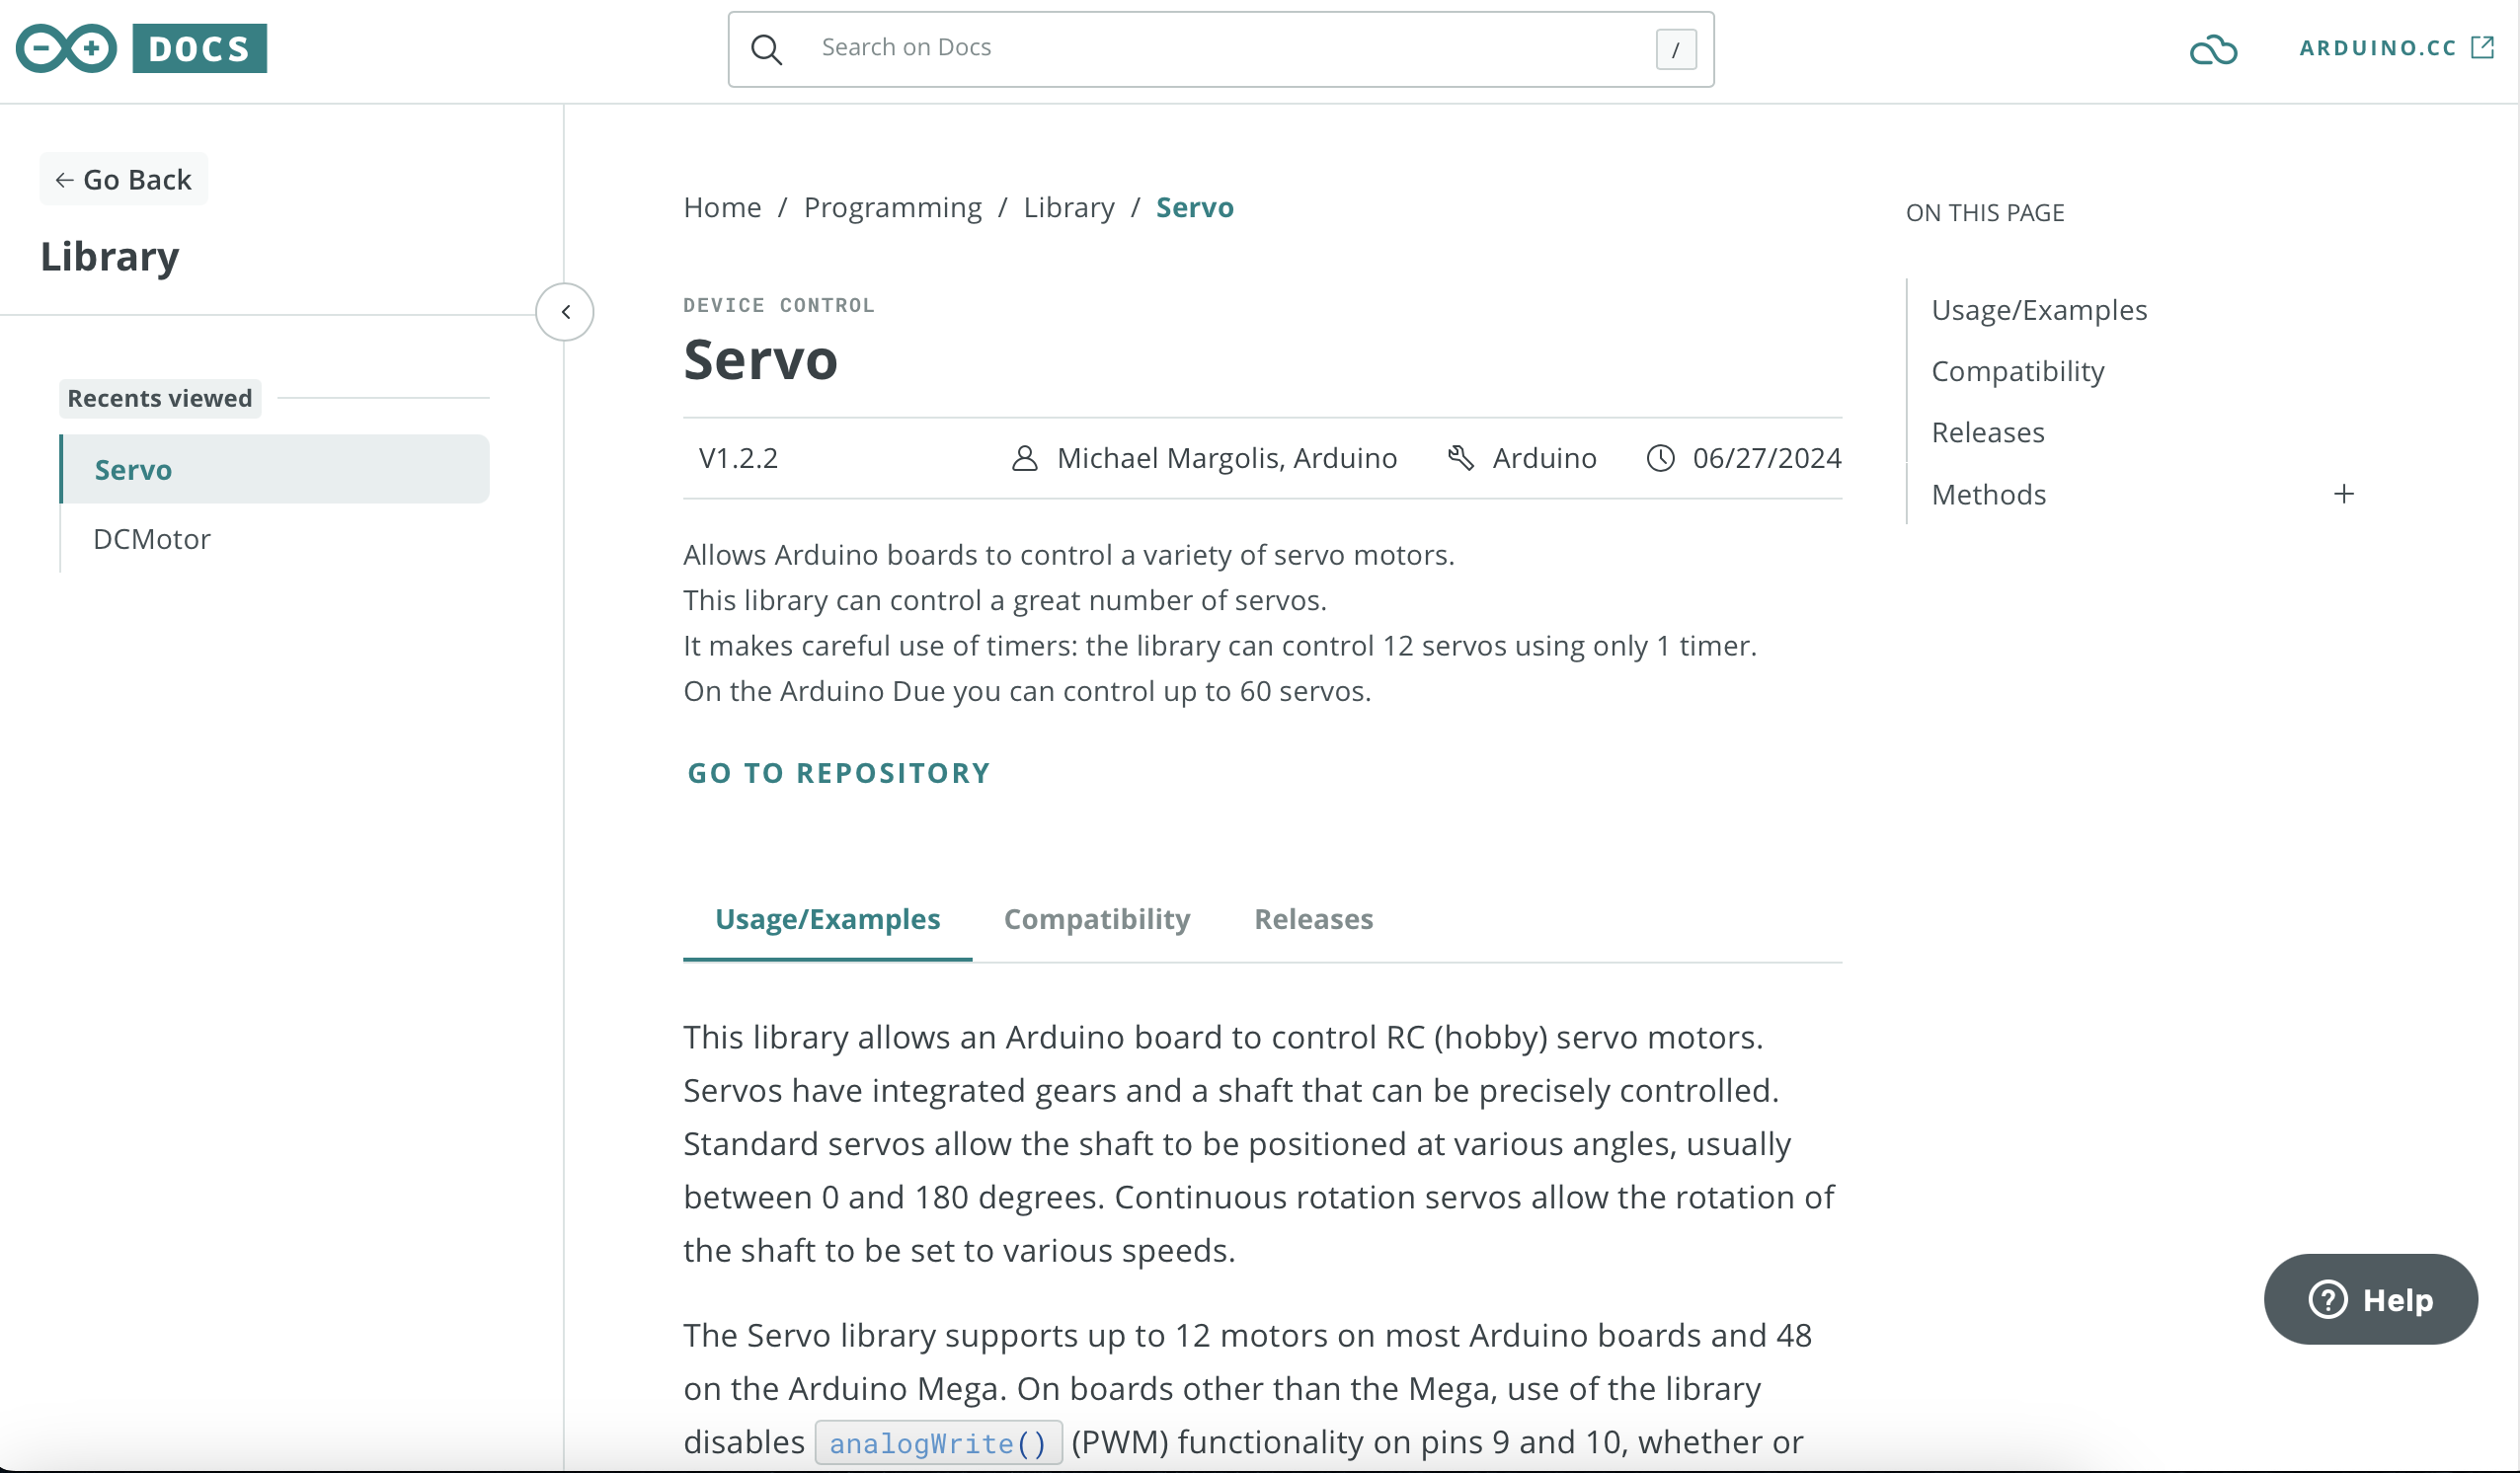 DOCS
Search on Docs
/
ARDUINO.CC
Go Back
Library
Recents viewed
Servo
DCMotor
Home / Programming / Library / Servo
DEVICE CONTROL
Servo
V1.2.2 Michael Margolis, Arduino Arduino 06/27/2024
Allows Arduino boards to control a variety of servo motors.
This library can control a great number of servos.
It makes careful use of timers: the library can control 12 servos using only 1 timer.
On the Arduino Due you can control up to 60 servos.
GO TO REPOSITORY
Usage/Examples Compatibility Releases
This library allows an Arduino board to control RC (hobby) servo motors.
Servos have integrated gears and a shaft that can be precisely controlled.
Standard servos allow the shaft to be positioned at various angles, usually
between 0 and 180 degrees. Continuous rotation servos allow the rotation of
the shaft to be set to various speeds.
The Servo library supports up to 12 motors on most Arduino boards and 48
on the Arduino Mega. On boards other than the Mega, use of the library
disables analogWrite() (PWM) functionality on pins 9 and 10, whether or
ON THIS PAGE
Usage/Examples
Compatibility
Releases
Methods +
Help